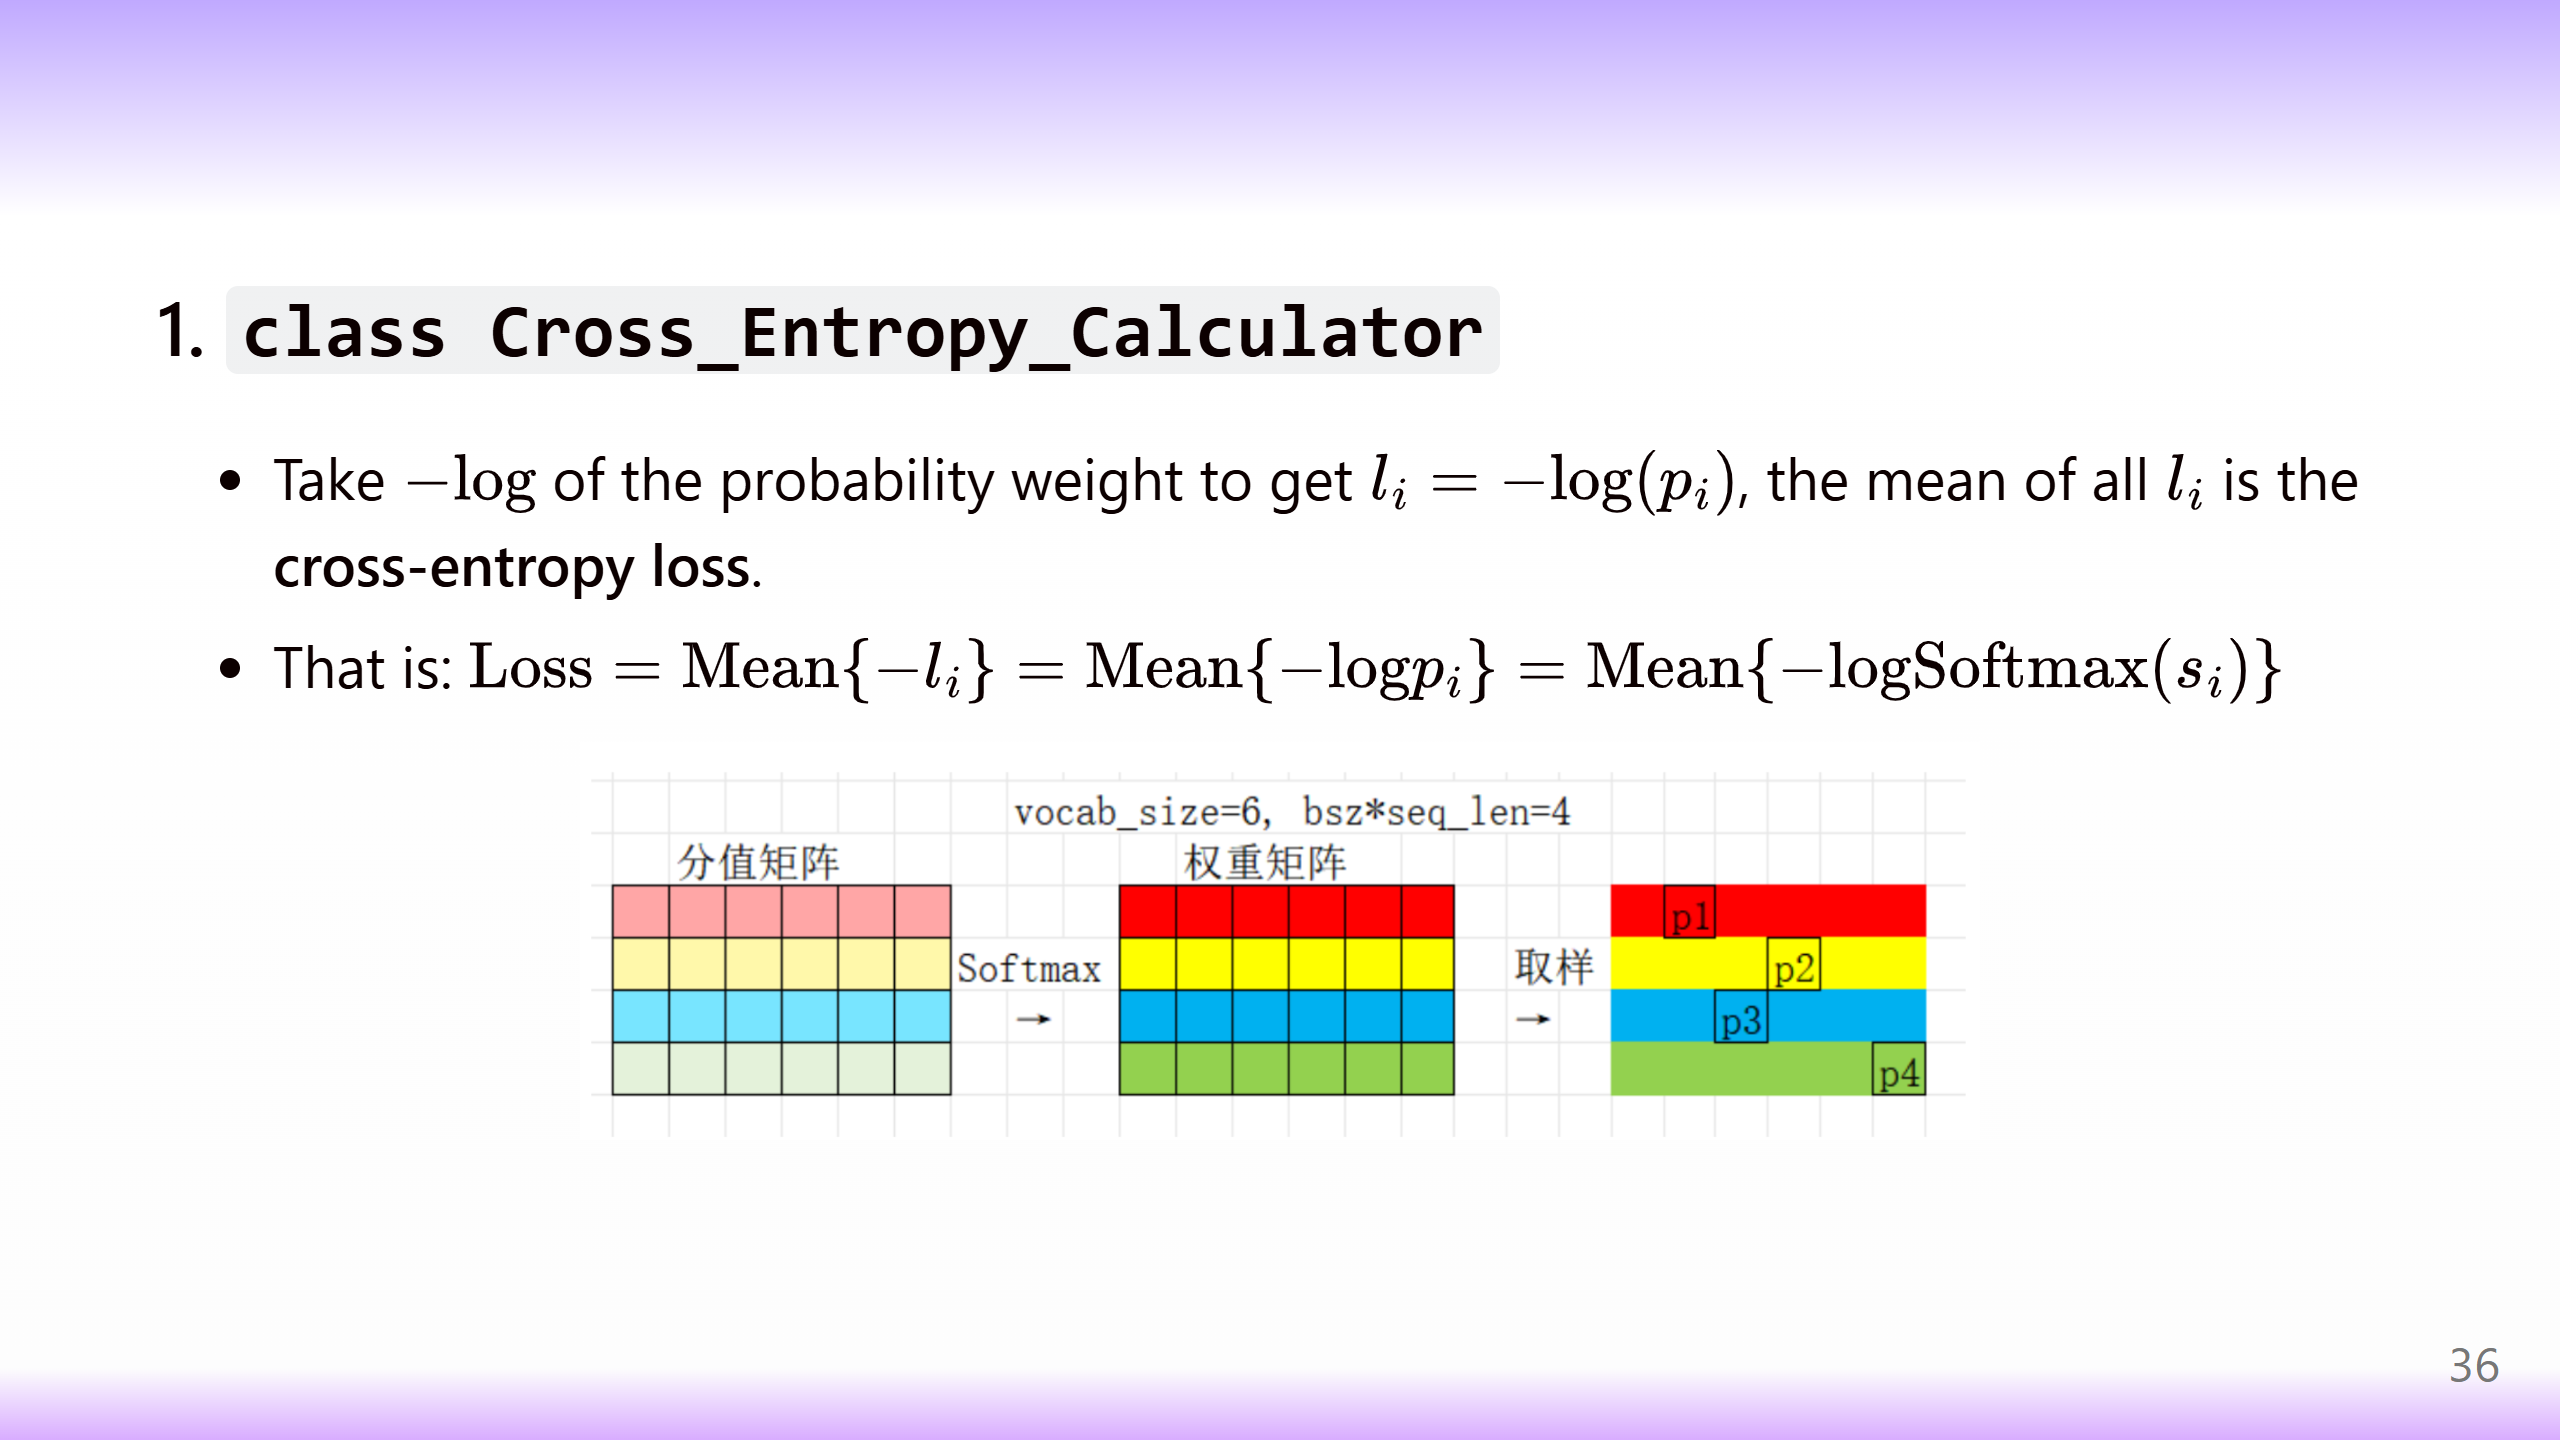 1. class Cross_Entropy_Calculator
• Take −log of the probability weight to get lᵢ = −log(pᵢ), the mean of all lᵢ is the
cross-entropy loss.
• That is: Loss = Mean{−lᵢ} = Mean{−logpᵢ} = Mean{−logSoftmax(sᵢ)}
vocab_size=6, bsz*seq_len=4
分值矩阵
权重矩阵
Softmax
→
取样
→
p1
p2
p3
p4
36